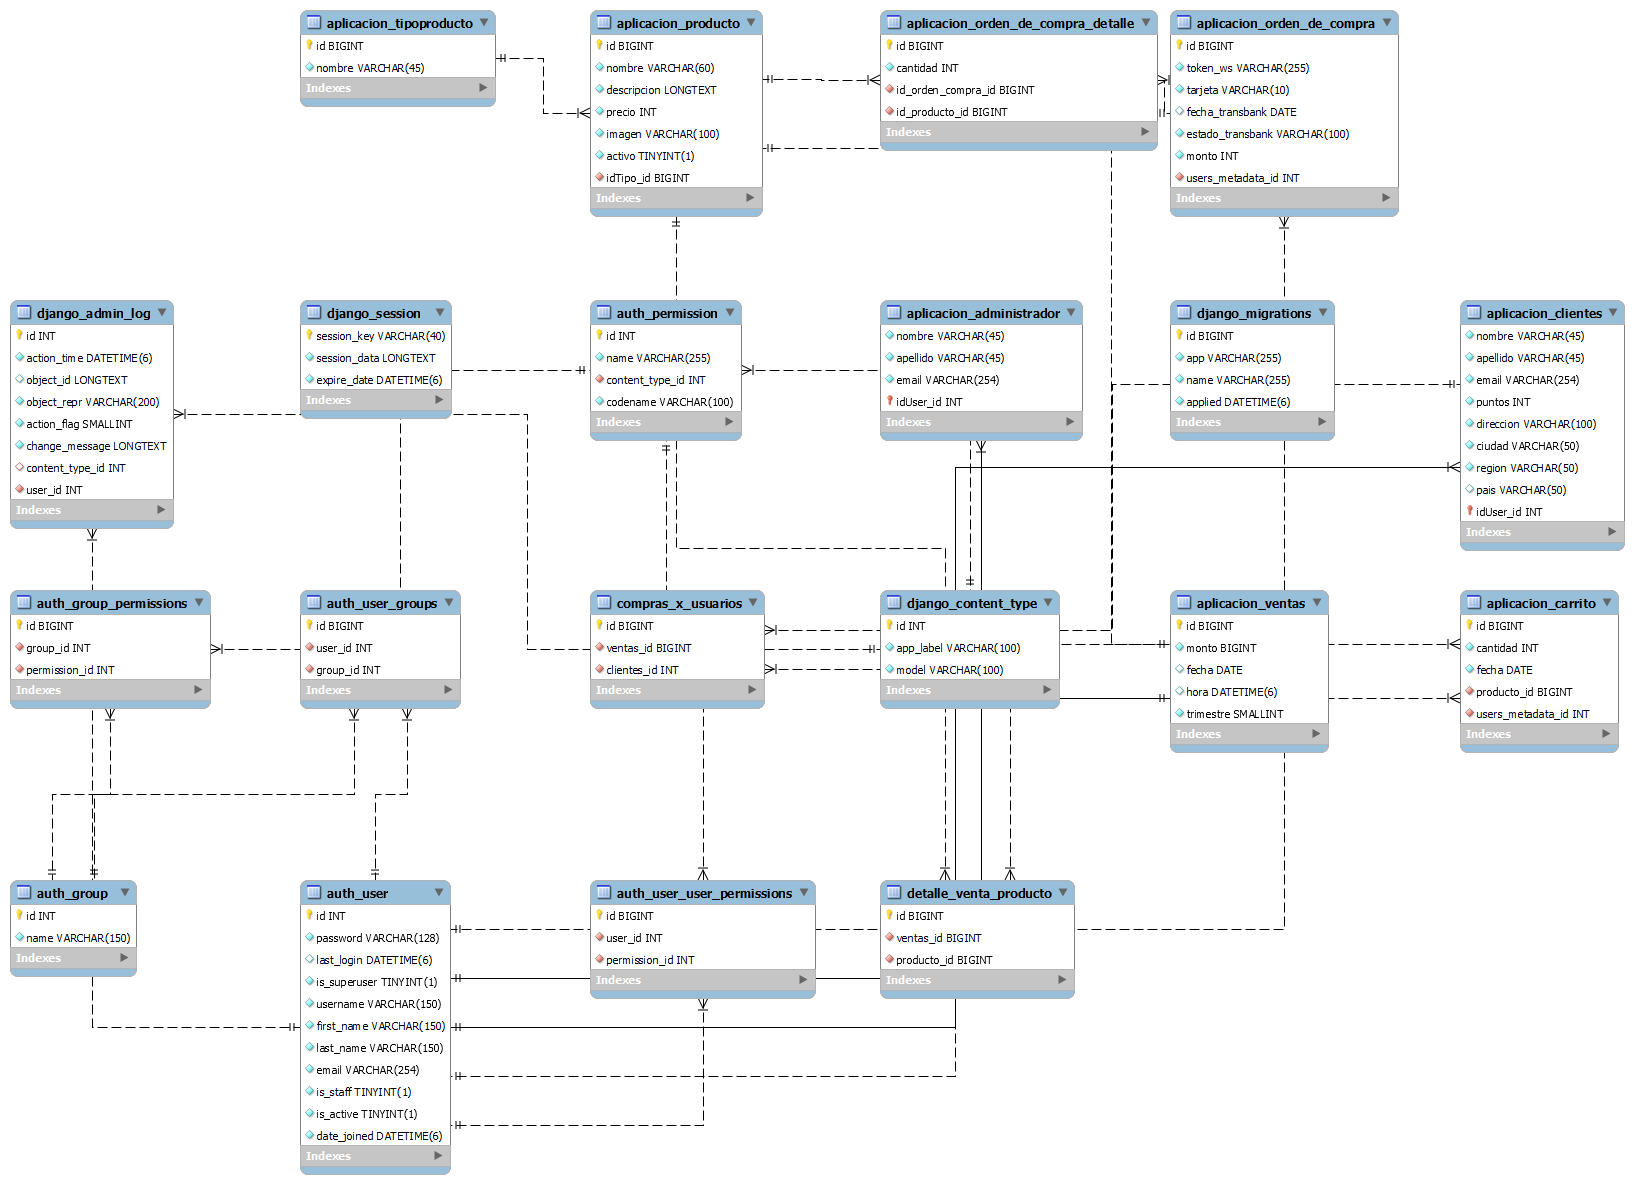 aplicacion_tipoproducto
id BIGINT
nombre VARCHAR(45)
Indexes
aplicacion_producto
id BIGINT
nombre VARCHAR(60)
descripcion LONGTEXT
precio INT
imagen VARCHAR(100)
activo TINYINT(1)
idTipo_id BIGINT
Indexes
aplicacion_orden_de_compra_detalle
id BIGINT
cantidad INT
id_orden_compra_id BIGINT
id_producto_id BIGINT
Indexes
aplicacion_orden_de_compra
id BIGINT
token_ws VARCHAR(255)
tarjeta VARCHAR(10)
fecha_transbank DATE
estado_transbank VARCHAR(100)
monto INT
users_metadata_id INT
Indexes
django_admin_log
id INT
action_time DATETIME(6)
object_id LONGTEXT
object_repr VARCHAR(200)
action_flag SMALLINT
change_message LONGTEXT
content_type_id INT
user_id INT
Indexes
django_session
session_key VARCHAR(40)
session_data LONGTEXT
expire_date DATETIME(6)
Indexes
auth_permission
id INT
name VARCHAR(255)
content_type_id INT
codename VARCHAR(100)
Indexes
aplicacion_administrador
nombre VARCHAR(45)
apellido VARCHAR(45)
email VARCHAR(254)
idUser_id INT
Indexes
django_migrations
id BIGINT
app VARCHAR(255)
name VARCHAR(255)
applied DATETIME(6)
Indexes
aplicacion_clientes
nombre VARCHAR(45)
apellido VARCHAR(45)
email VARCHAR(254)
puntos INT
direccion VARCHAR(100)
ciudad VARCHAR(50)
region VARCHAR(50)
pais VARCHAR(50)
idUser_id INT
Indexes
auth_group_permissions
id BIGINT
group_id INT
permission_id INT
Indexes
auth_user_groups
id BIGINT
user_id INT
group_id INT
Indexes
compras_x_usuarios
id BIGINT
ventas_id BIGINT
clientes_id INT
Indexes
django_content_type
id INT
app_label VARCHAR(100)
model VARCHAR(100)
Indexes
aplicacion_ventas
id BIGINT
monto BIGINT
fecha DATE
hora DATETIME(6)
trimestre SMALLINT
Indexes
aplicacion_carrito
id BIGINT
cantidad INT
fecha DATE
producto_id BIGINT
users_metadata_id INT
Indexes
auth_group
id INT
name VARCHAR(150)
Indexes
auth_user
id INT
password VARCHAR(128)
last_login DATETIME(6)
is_superuser TINYINT(1)
username VARCHAR(150)
first_name VARCHAR(150)
last_name VARCHAR(150)
email VARCHAR(254)
is_staff TINYINT(1)
is_active TINYINT(1)
date_joined DATETIME(6)
Indexes
auth_user_user_permissions
id BIGINT
user_id INT
permission_id INT
Indexes
detalle_venta_producto
id BIGINT
ventas_id BIGINT
producto_id BIGINT
Indexes